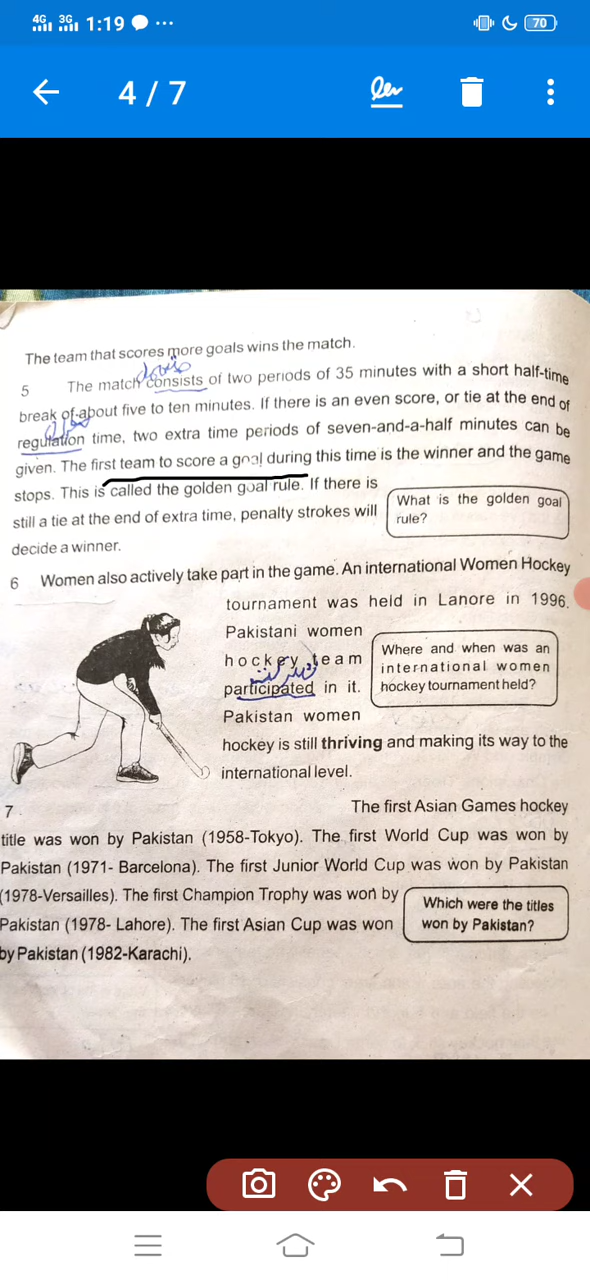 4G 3G 1:19 ... 70
4 / 7
The team that scores more goals wins the match.
5 The match consists of two periods of 35 minutes with a short half-time
break of about five to ten minutes. If there is an even score, or tie at the end of
regulation time, two extra time periods of seven-and-a-half minutes can be
given. The first team to score a goal during this time is the winner and the game
stops. This is called the golden goal rule. If there is
still a tie at the end of extra time, penalty strokes will
decide a winner.
What is the golden goal
rule?
6 Women also actively take part in the game. An international Women Hockey
tournament was held in Lahore in 1996.
Pakistani women
hockey team
participated in it.
Pakistan women
hockey is still thriving and making its way to the
international level.
Where and when was an
international women
hockey tournament held?
7 The first Asian Games hockey
title was won by Pakistan (1958-Tokyo). The first World Cup was won by
Pakistan (1971- Barcelona). The first Junior World Cup was won by Pakistan
(1978-Versailles). The first Champion Trophy was won by
Pakistan (1978- Lahore). The first Asian Cup was won
by Pakistan (1982-Karachi).
Which were the titles
won by Pakistan?